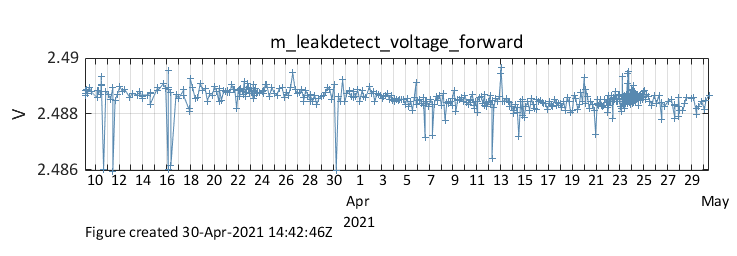 m_leakdetect_voltage_forward
2.49
2.488
2.486
V
10 12 14 16 18 20 22 24 26 28 30 1 3 5 7 9 11 13 15 17 19 21 23 25 27 29
Apr May
2021
Figure created 30-Apr-2021 14:42:46Z